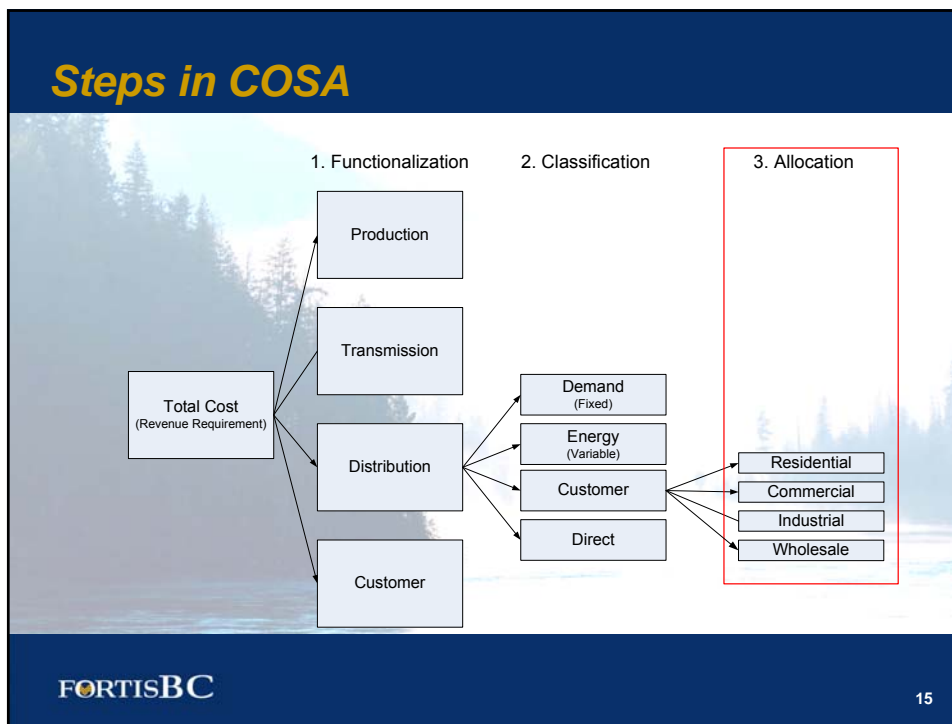 Steps in COSA
1. Functionalization
2. Classification
3. Allocation
Production
Transmission
Total Cost
(Revenue Requirement)
Distribution
Customer
Demand
(Fixed)
Energy
(Variable)
Customer
Direct
Residential
Commercial
Industrial
Wholesale
FORTISBC
15